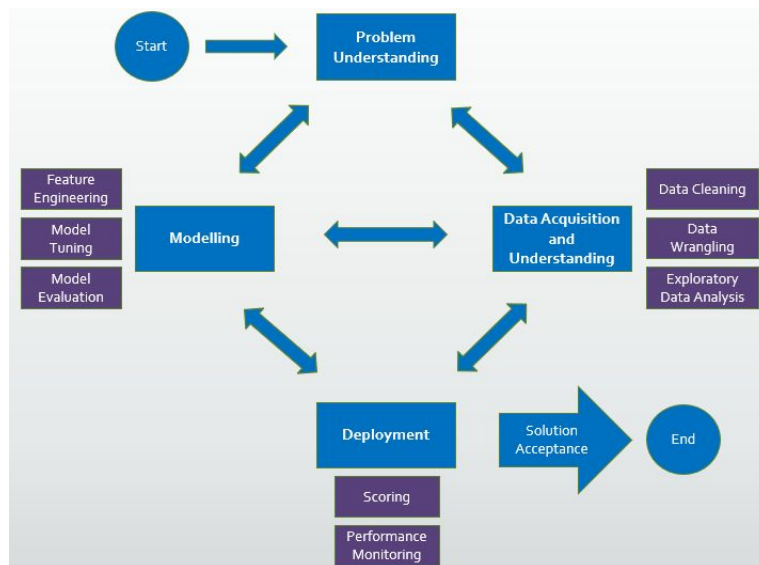 Start
Problem
Understanding
Feature
Engineering
Model
Tuning
Model
Evaluation
Modelling
Data Acquisition
and
Understanding
Data Cleaning
Data
Wrangling
Exploratory
Data Analysis
Deployment
Scoring
Performance
Monitoring
Solution
Acceptance
End